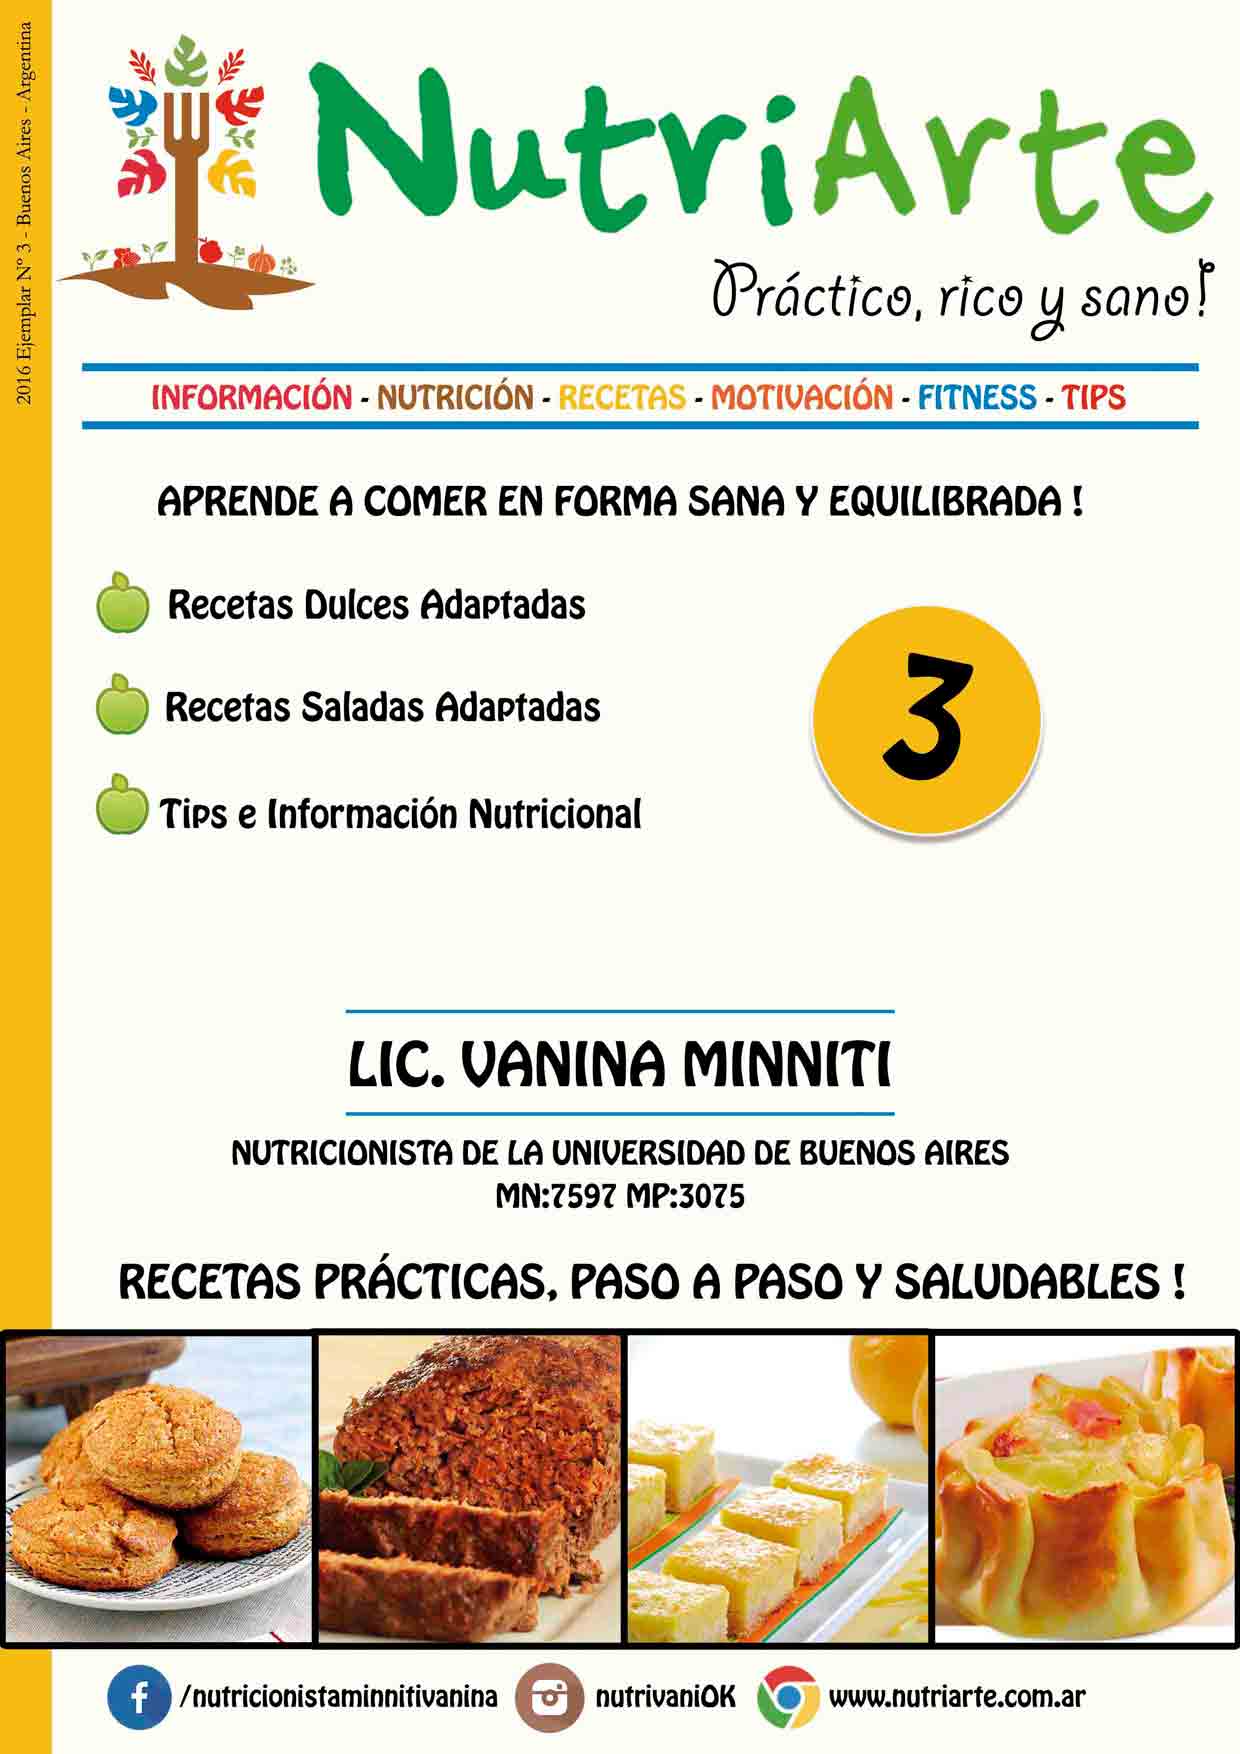 2016 Ejemplar Nº 3 - Buenos Aires - Argentina
NutriArte
Práctico, rico y sano!
INFORMACIÓN - NUTRICIÓN - RECETAS - MOTIVACIÓN - FITNESS - TIPS
APRENDE A COMER EN FORMA SANA Y EQUILIBRADA !
Recetas Dulces Adaptadas
Recetas Saladas Adaptadas
Tips e Información Nutricional
3
LIC. VANINA MINNITI
NUTRICIONISTA DE LA UNIVERSIDAD DE BUENOS AIRES
MN:7597 MP:3075
RECETAS PRÁCTICAS, PASO A PASO Y SALUDABLES !
f /nutricionistaminnitivanina nutrivaniOK www.nutriarte.com.ar